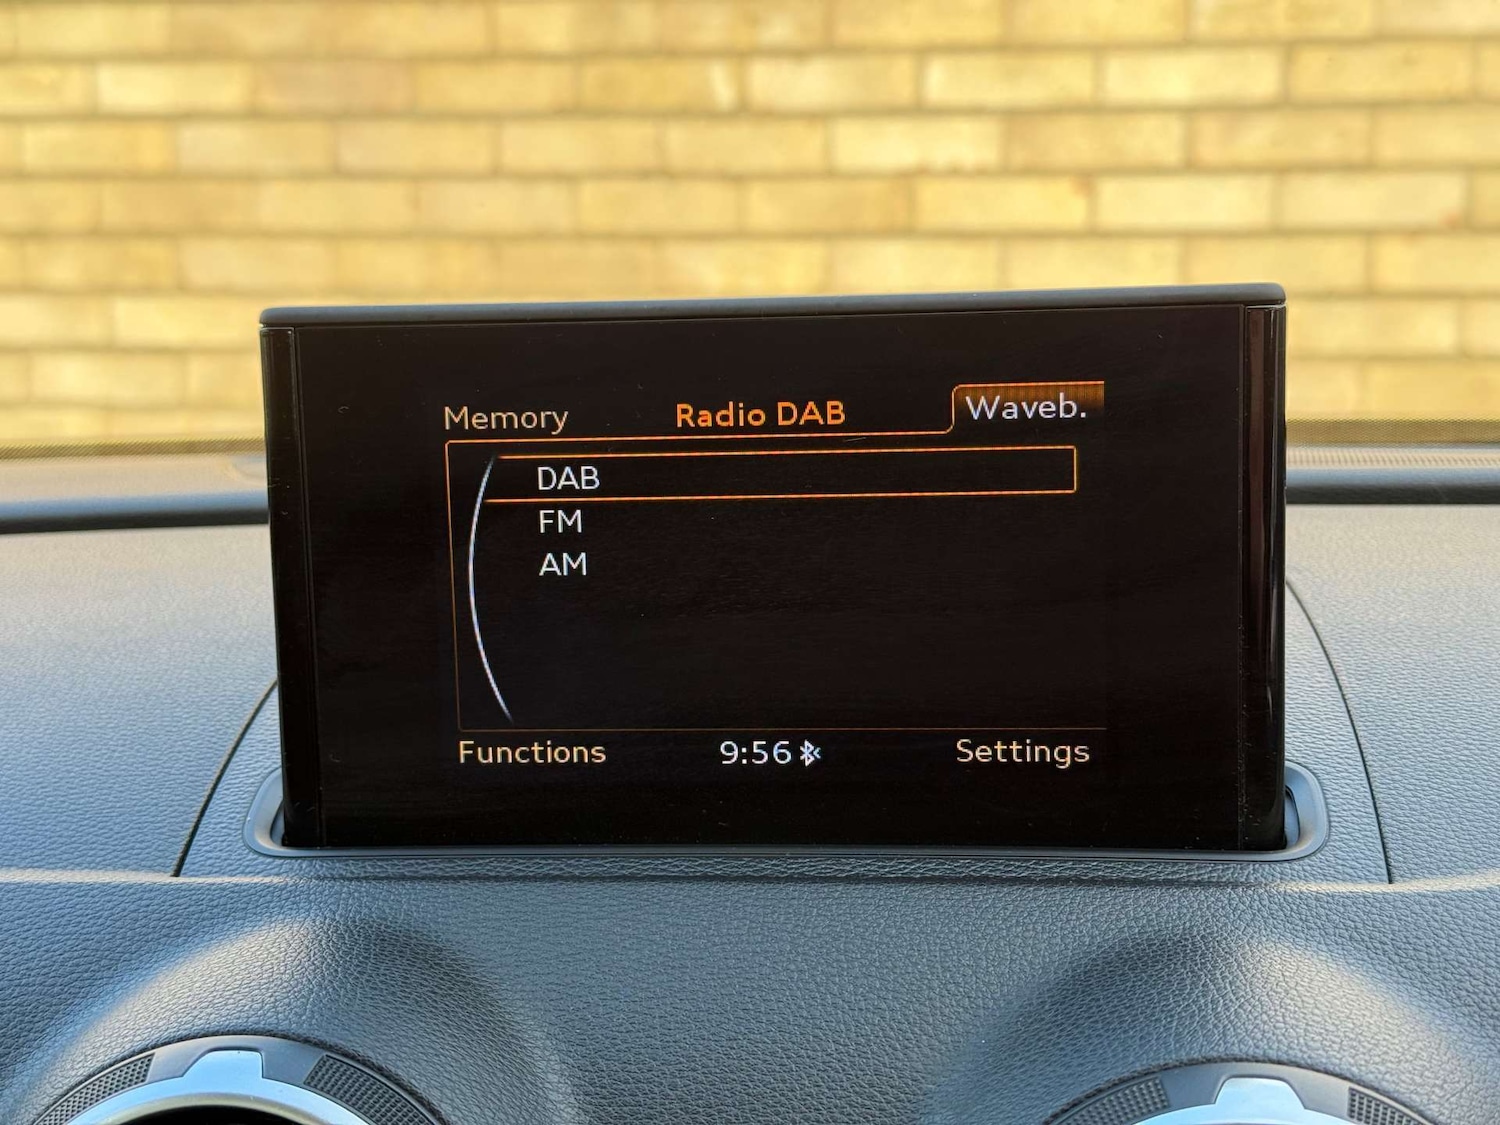 Memory Radio DAB Waveb.
DAB
FM
AM
Functions 9:56 Settings